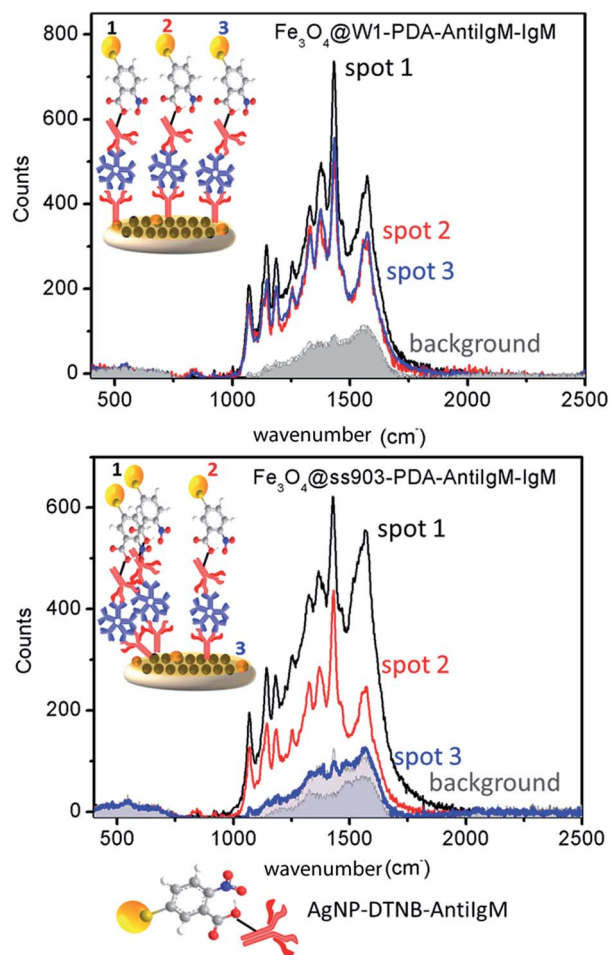 Fe₃O₄@W1-PDA-AntiIgM-IgM
1 2 3
spot 1
spot 2
spot 3
background
Counts
800
600
400
200
0
500 1000 1500 2000 2500
wavenumber (cm⁻)
Fe₃O₄@ss903-PDA-AntiIgM-IgM
1 2
3
spot 1
spot 2
spot 3
background
Counts
600
400
200
0
500 1000 1500 2000 2500
wavenumber (cm⁻)
AgNP-DTNB-AntiIgM